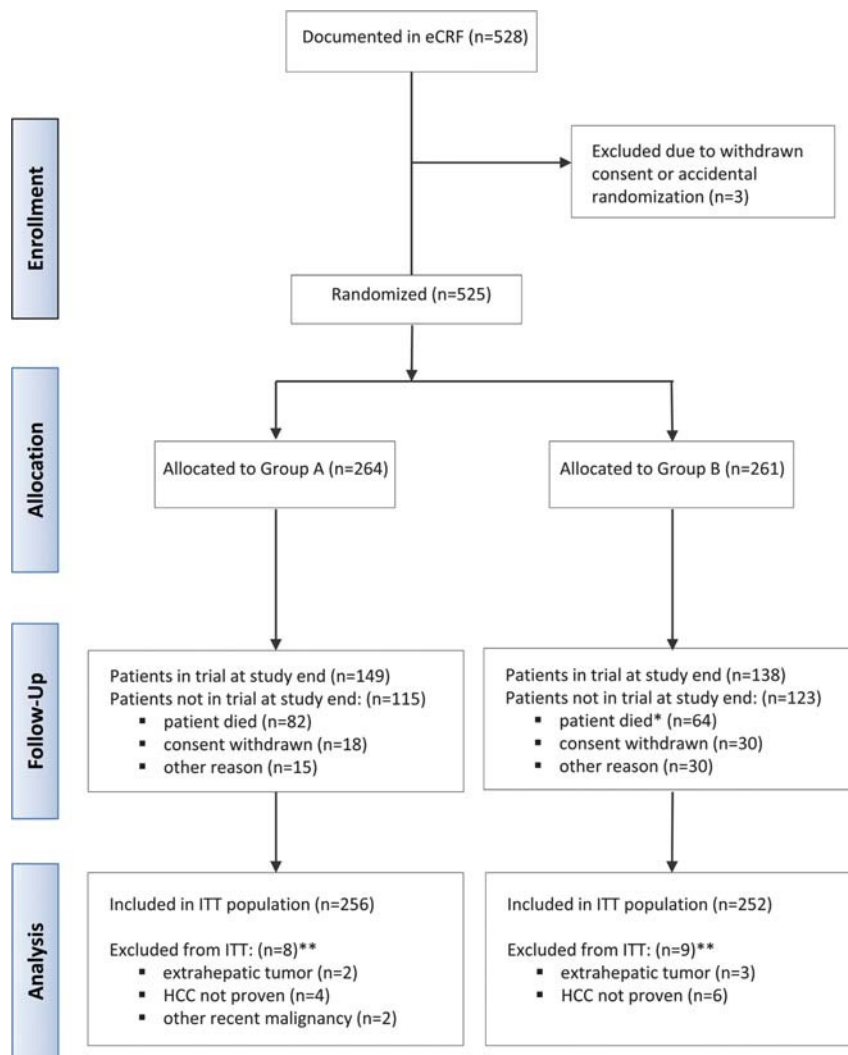 Documented in eCRF (n=528)
Enrollment
Excluded due to withdrawn
consent or accidental
randomization (n=3)
Randomized (n=525)
Allocation
Allocated to Group A (n=264)
Allocated to Group B (n=261)
Follow-Up
Patients in trial at study end (n=149)
Patients not in trial at study end: (n=115)
▪ patient died (n=82)
▪ consent withdrawn (n=18)
▪ other reason (n=15)
Patients in trial at study end (n=138)
Patients not in trial at study end: (n=123)
▪ patient died* (n=64)
▪ consent withdrawn (n=30)
▪ other reason (n=30)
Analysis
Included in ITT population (n=256)
Excluded from ITT: (n=8)**
▪ extrahepatic tumor (n=2)
▪ HCC not proven (n=4)
▪ other recent malignancy (n=2)
Included in ITT population (n=252)
Excluded from ITT: (n=9)**
▪ extrahepatic tumor (n=3)
▪ HCC not proven (n=6)